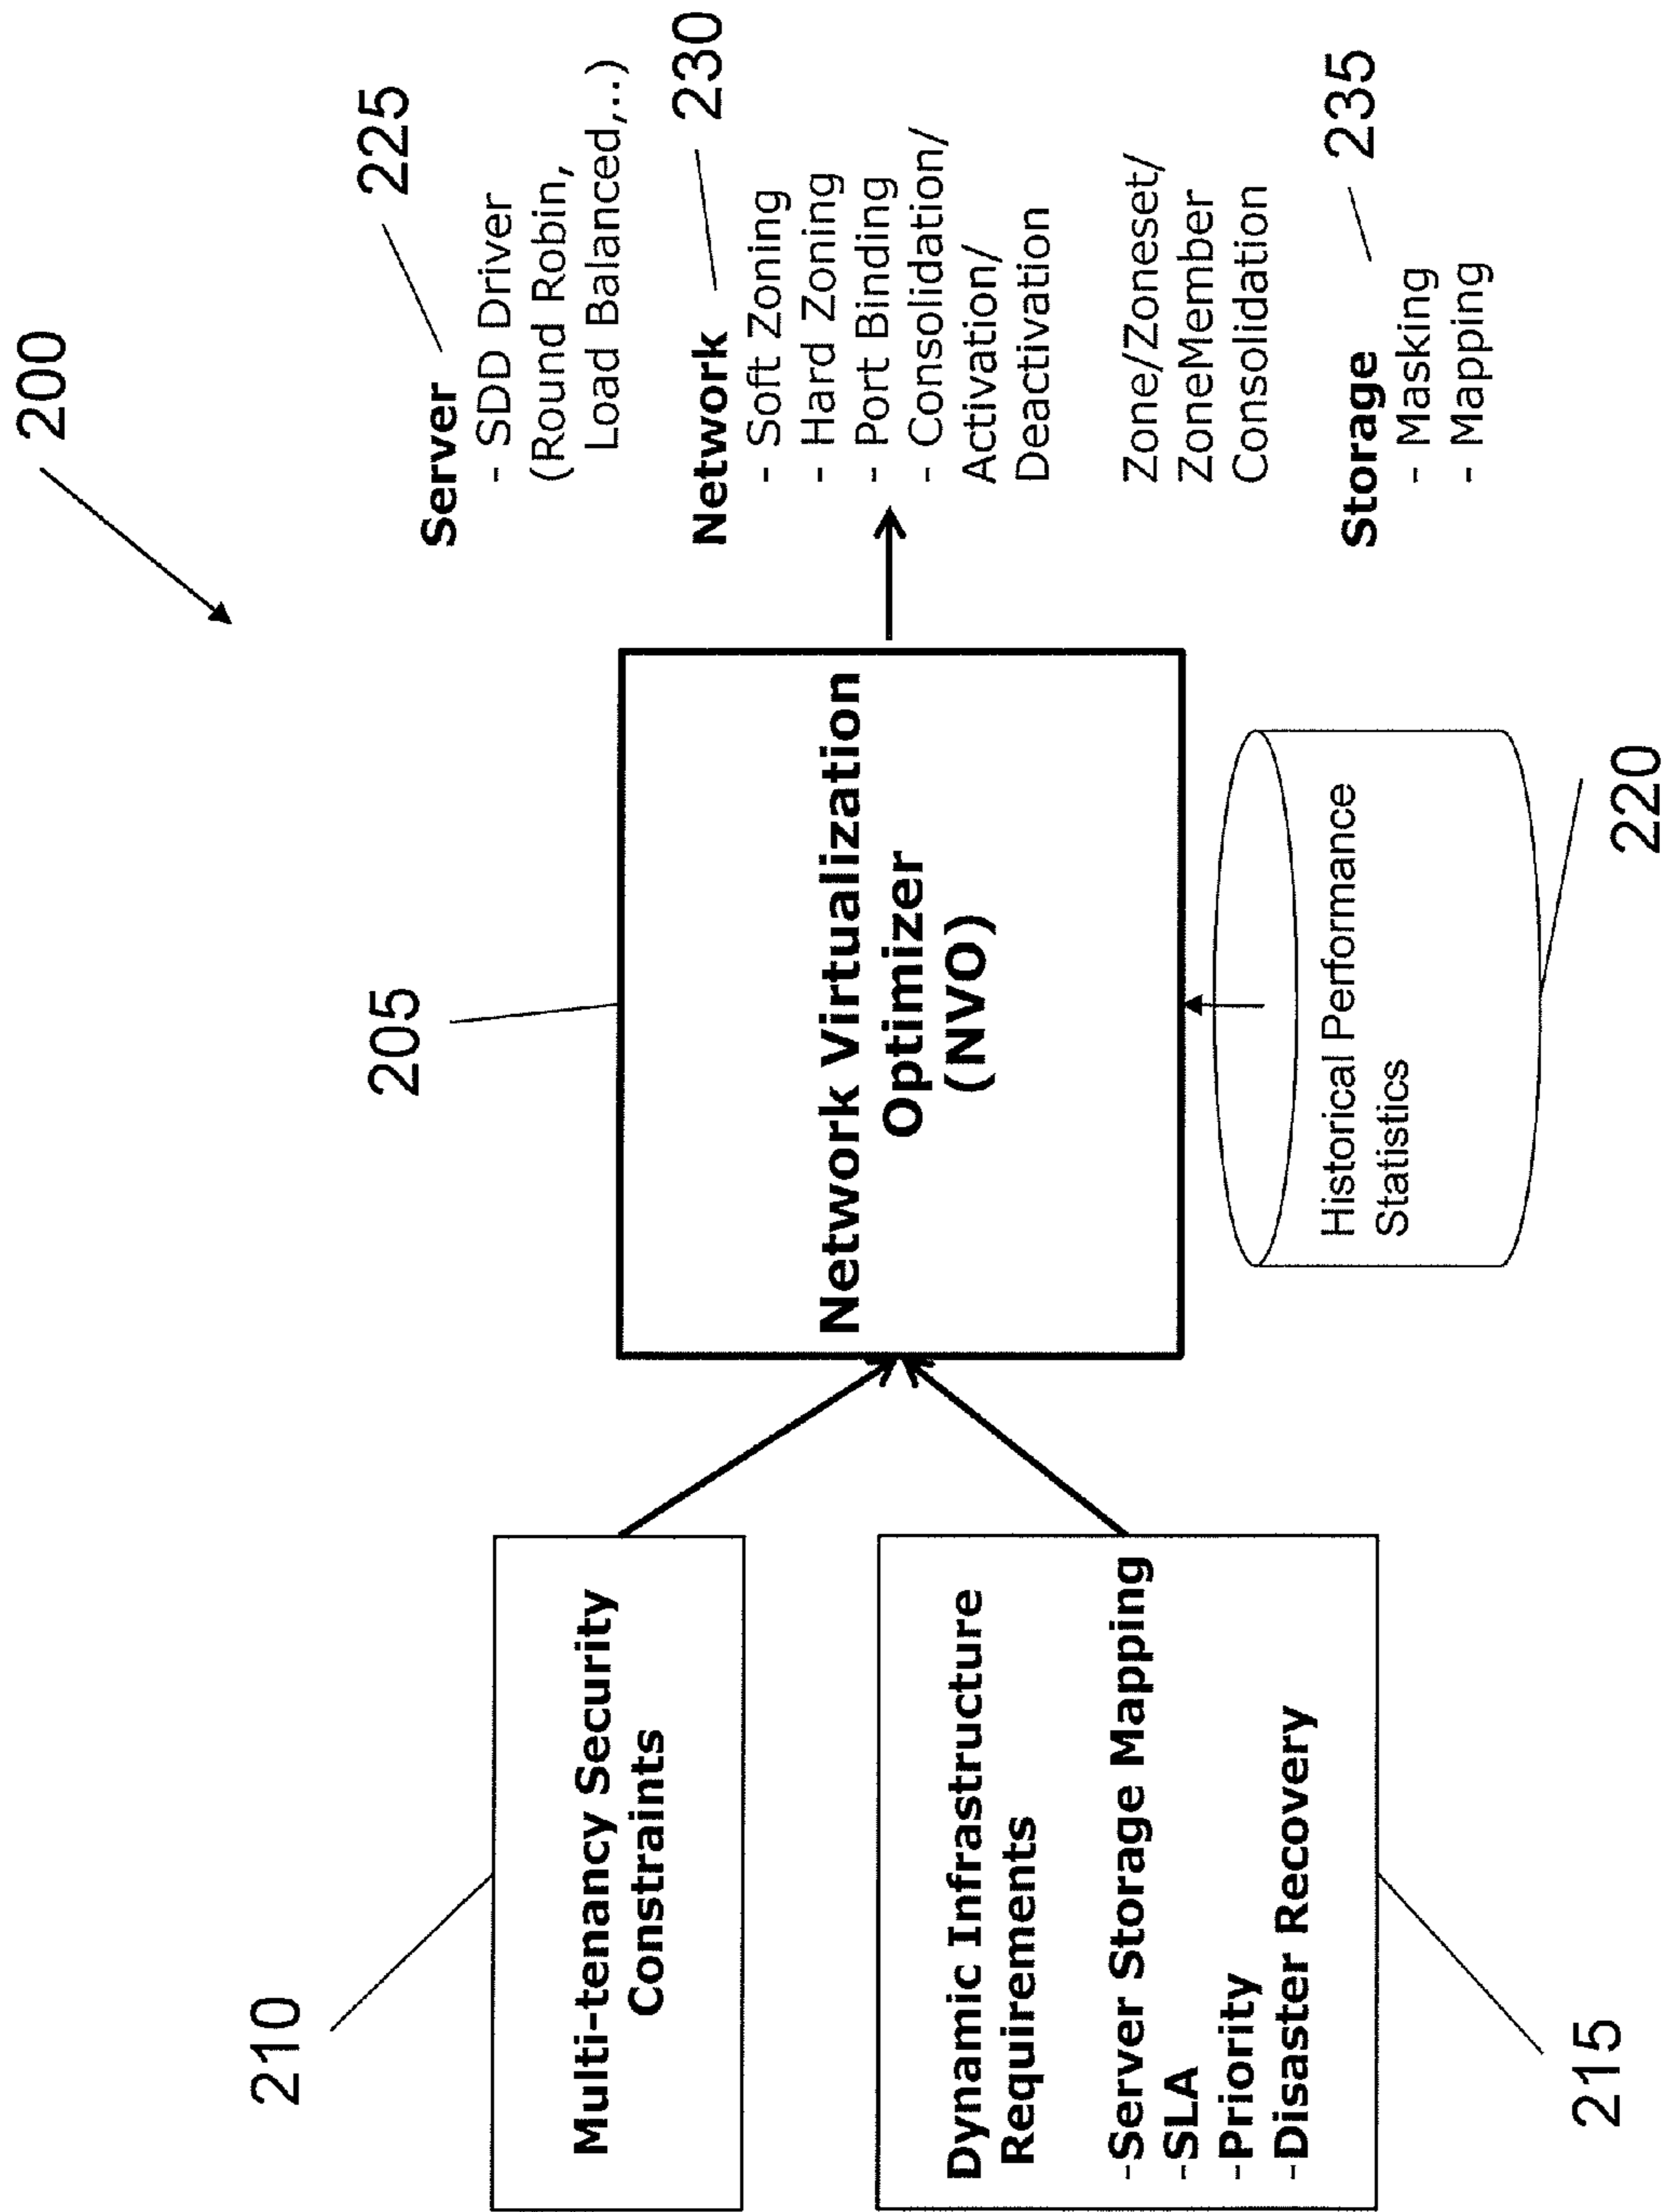 200
210
Multi-tenancy Security
Constraints
Dynamic Infrastructure
Requirements
-Server Storage Mapping
-SLA
-Priority
-Disaster Recovery
215
205
Network Virtualization
Optimizer
(NVO)
Historical Performance
Statistics
220
Server
225
- SDD Driver
(Round Robin,
Load Balanced,..)
Network
230
- Soft Zoning
- Hard Zoning
- Port Binding
- Consolidation/
Activation/
Deactivation
Zone/Zoneset/
ZoneMember
Consolidation
Storage
235
- Masking
- Mapping